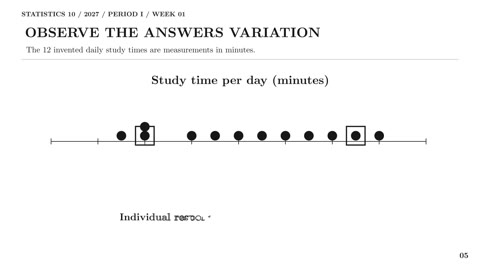 STATISTICS 10 / 2027 / PERIOD I / WEEK 01
OBSERVE THE ANSWERS VARIATION
The 12 invented daily study times are measurements in minutes.
Study time per day (minutes)
Individual
05